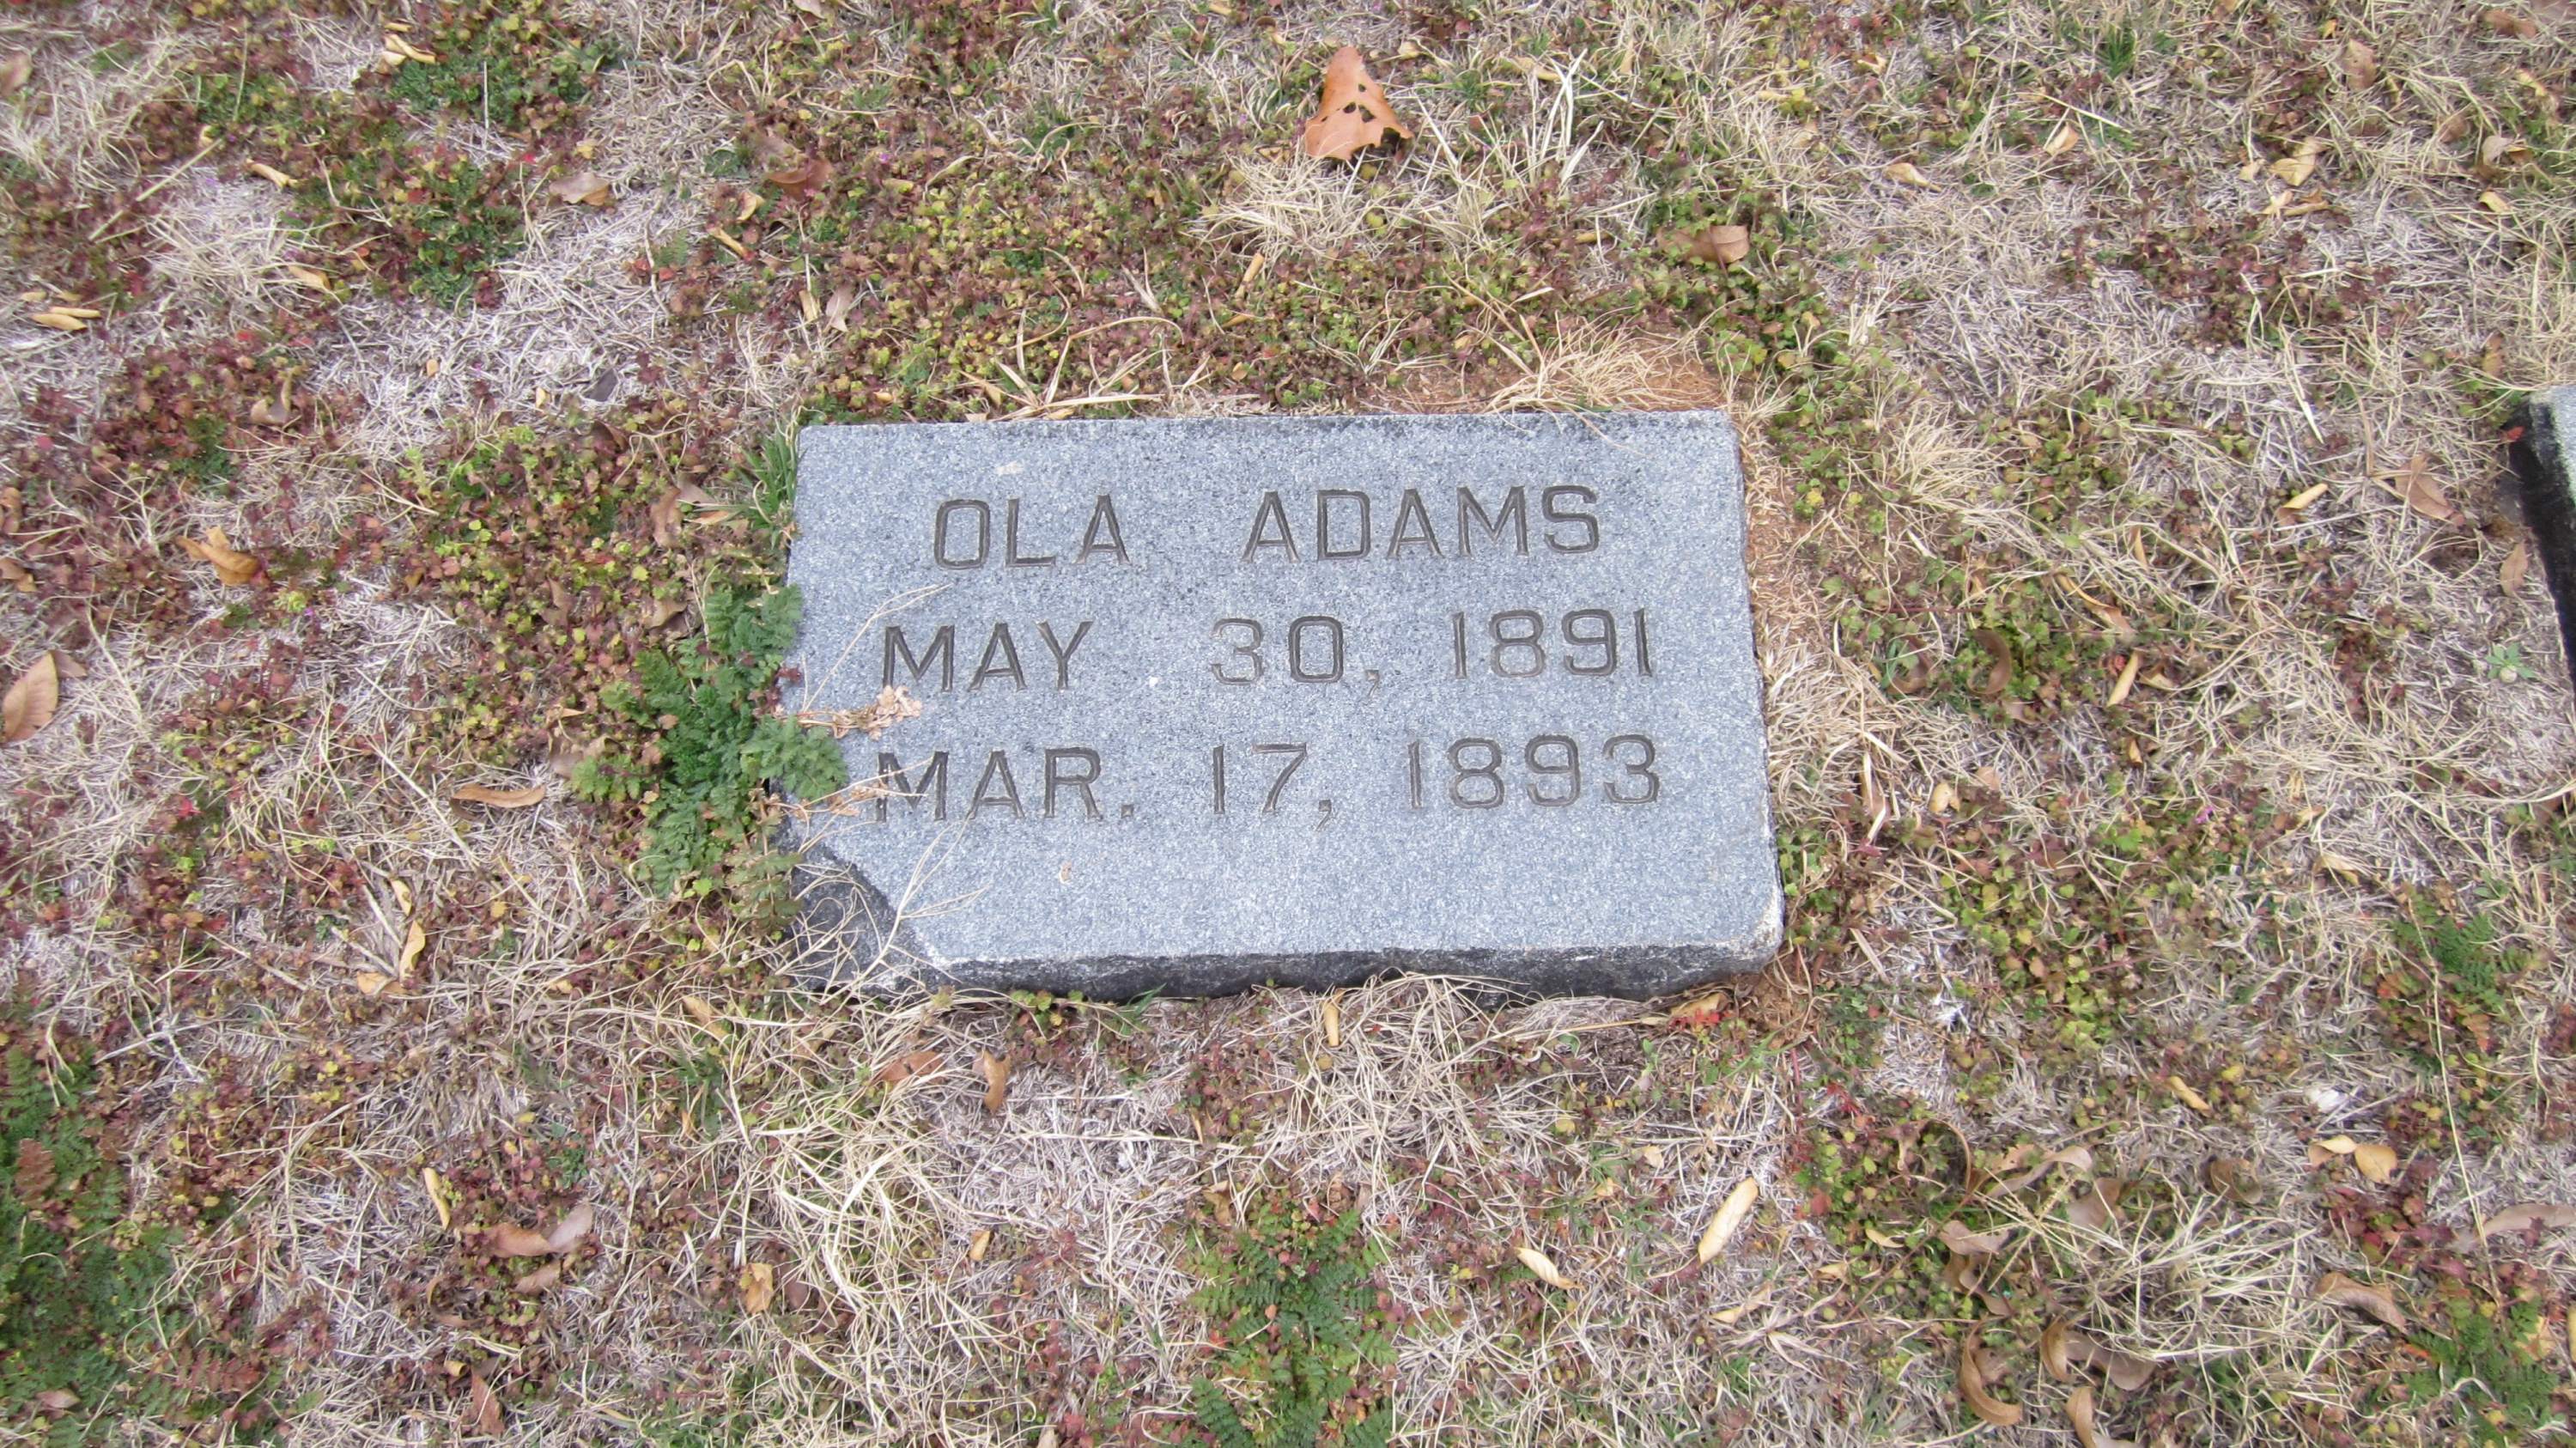 OLA ADAMS
MAY 30, 1891
MAR. 17, 1893